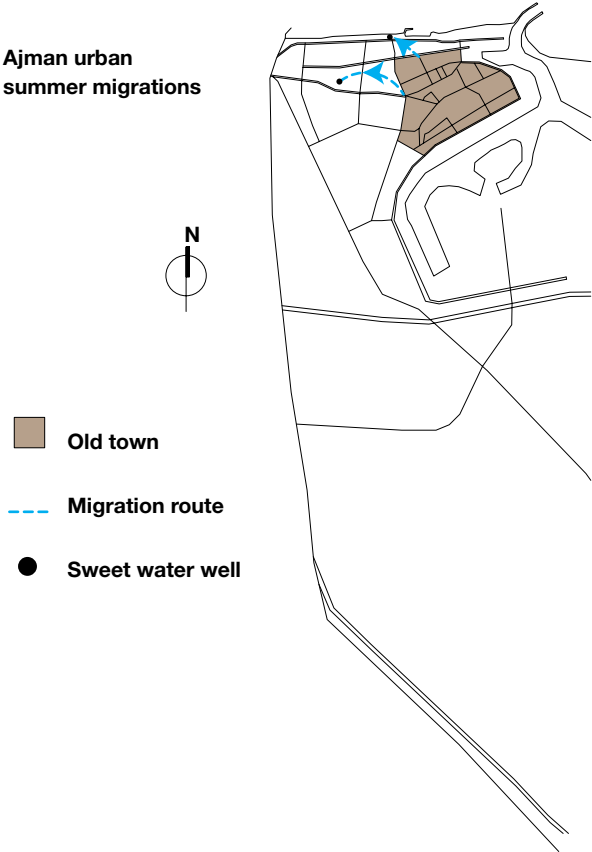 Ajman urban
summer migrations
N
Old town
Migration route
Sweet water well